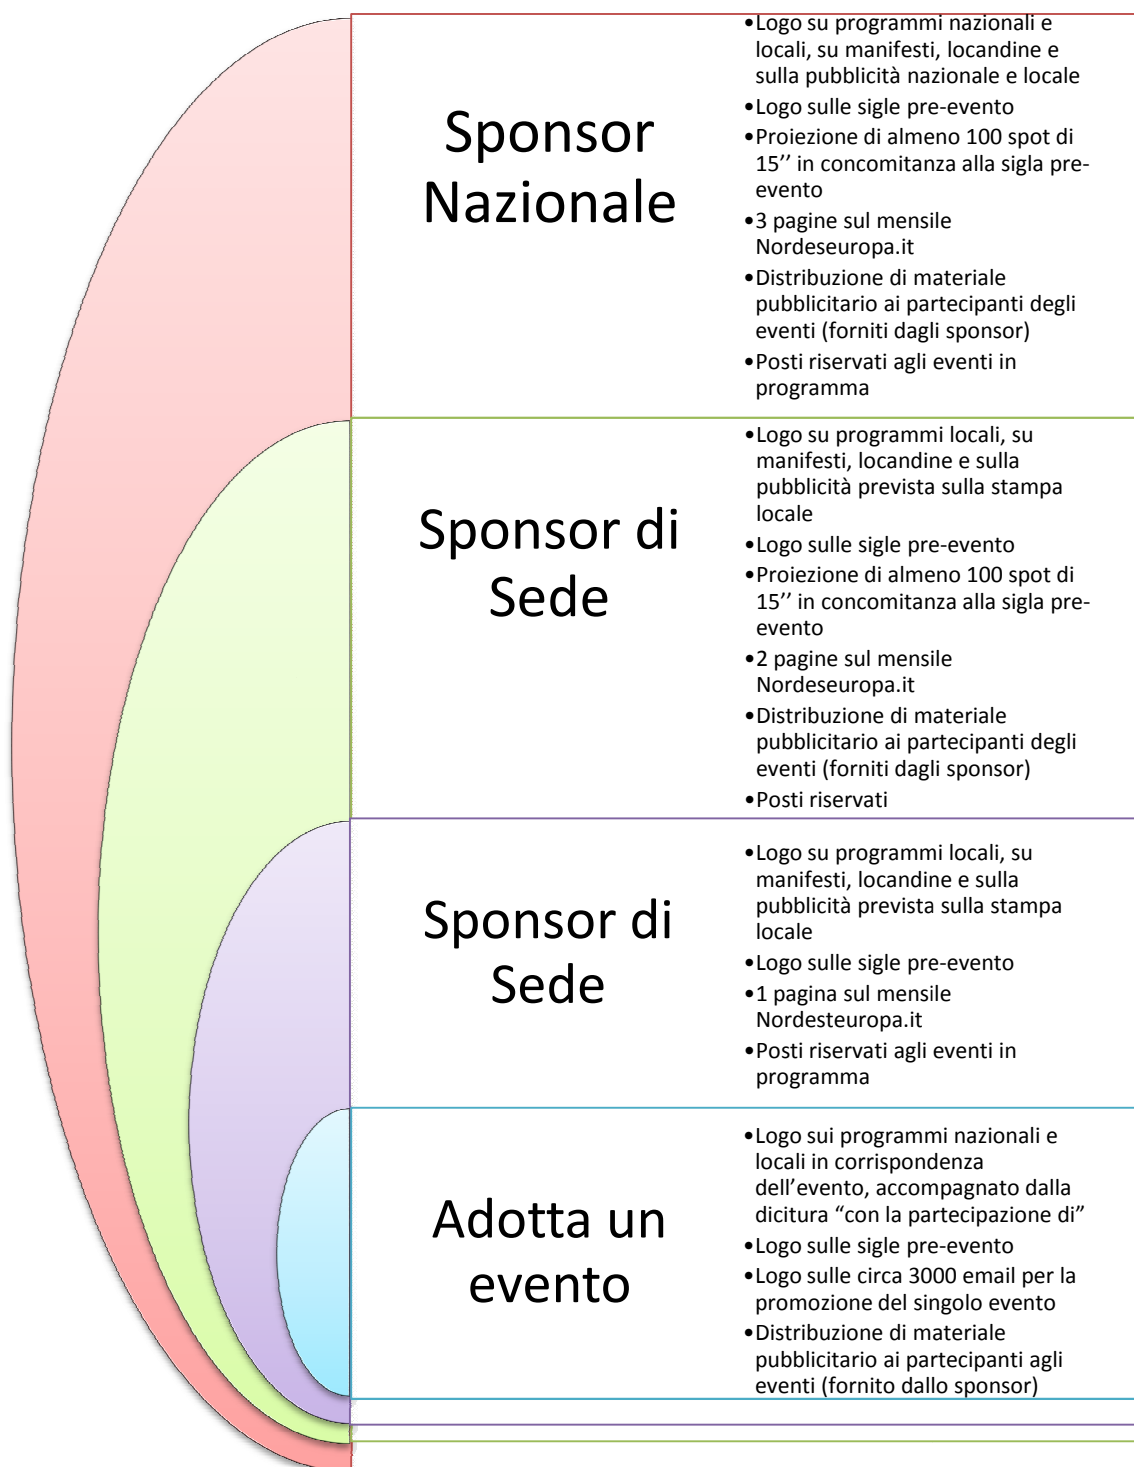 Sponsor
Nazionale
•Logo su programmi nazionali e
locali, su manifesti, locandine e
sulla pubblicità nazionale e locale
•Logo sulle sigle pre-evento
•Proiezione di almeno 100 spot di
15’’ in concomitanza alla sigla pre-
evento
•3 pagine sul mensile
Nordeseuropa.it
•Distribuzione di materiale
pubblicitario ai partecipanti degli
eventi (forniti dagli sponsor)
•Posti riservati agli eventi in
programma
Sponsor di
Sede
•Logo su programmi locali, su
manifesti, locandine e sulla
pubblicità prevista sulla stampa
locale
•Logo sulle sigle pre-evento
•Proiezione di almeno 100 spot di
15’’ in concomitanza alla sigla pre-
evento
•2 pagine sul mensile
Nordeseuropa.it
•Distribuzione di materiale
pubblicitario ai partecipanti degli
eventi (forniti dagli sponsor)
•Posti riservati
Sponsor di
Sede
•Logo su programmi locali, su
manifesti, locandine e sulla
pubblicità prevista sulla stampa
locale
•Logo sulle sigle pre-evento
•1 pagina sul mensile
Nordesteuropa.it
•Posti riservati agli eventi in
programma
Adotta un
evento
•Logo sui programmi nazionali e
locali in corrispondenza
dell’evento, accompagnato dalla
dicitura “con la partecipazione di”
•Logo sulle sigle pre-evento
•Logo sulle circa 3000 email per la
promozione del singolo evento
•Distribuzione di materiale
pubblicitario ai partecipanti agli
eventi (fornito dallo sponsor)